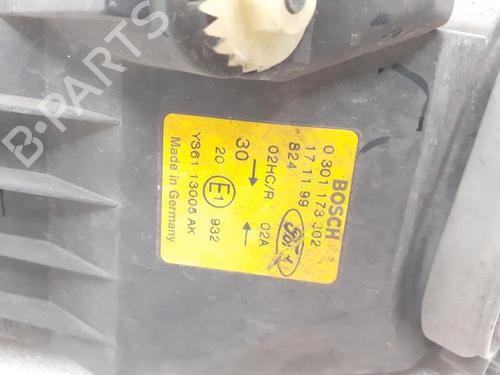 BOSCH
0 301 173 302
17 11 99
824
Ford
02HC/R 02A
30 → ←
20 E1 932
YS61 13005 AK
Made in Germany
B-PARTS